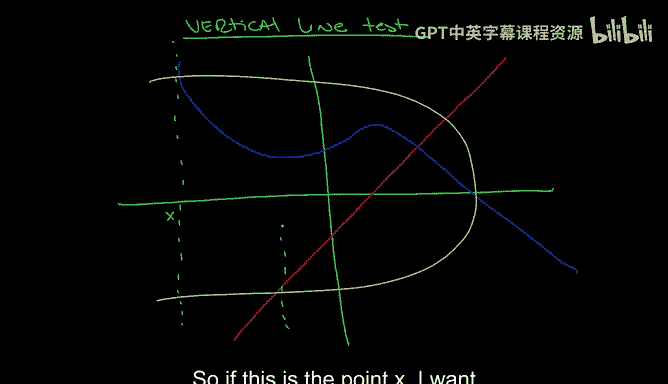 VERTICAL LINE test
GPT中英字幕课程资源 bilibili
x
So if this is the point x, I want